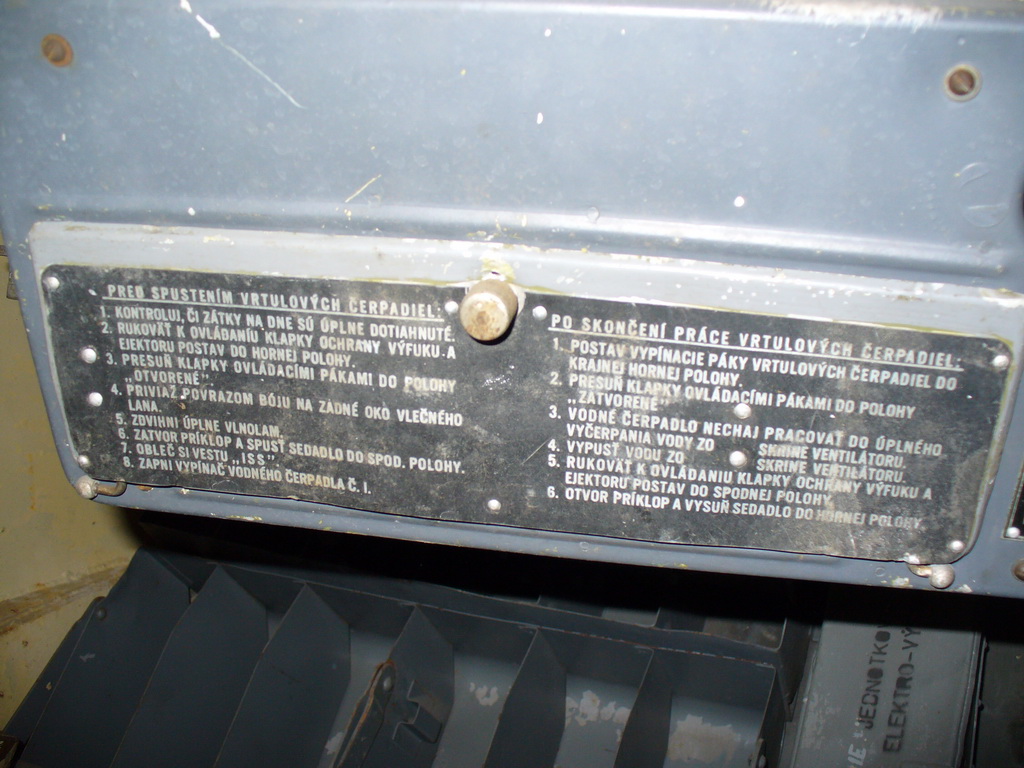 PRED SPUSTENÍM VRTULOVÝCH ČERPADIEL:
1. KONTROLUJ, ČI ZÁTKY NA DNE SÚ ÚPLNE DOTIAHNUTÉ.
2. RUKOVÄŤ K OVLÁDANIU KLAPKY OCHRANY VÝFUKU A
EJEKTORU POSTAV DO HORNEJ POLOHY.
3. PRESUŇ KLAPKY OVLÁDACÍMI PÁKAMI DO POLOHY
„OTVORENÉ".
4. PRIVIAŽ POVRAZOM BÓJU NA ZADNÉ OKO VLEČNÉHO
LANA.
5. ZDVIHNI ÚPLNE VLNOLAM.
6. ZATVOR PRÍKLOP A SPUSŤ SEDADLO DO SPOD. POLOHY.
7. OBLEČ SI VESTU „ISS".
8. ZAPNI VYPÍNAČ VODNÉHO ČERPADLA Č. I.
PO SKONČENÍ PRÁCE VRTULOVÝCH ČERPADIEL:
1. POSTAV VYPÍNACIE PÁKY VRTULOVÝCH ČERPADIEL DO
KRAJNEJ HORNEJ POLOHY.
2. PRESUŇ KLAPKY OVLÁDACÍMI PÁKAMI DO POLOHY
„ZATVORENÉ".
3. VODNÉ ČERPADLO NECHAJ PRACOVAŤ DO ÚPLNÉHO
VYČERPANIA VODY ZO SKRINE VENTILÁTORU.
4. VYPUSŤ VODU ZO SKRINE VENTILÁTORU.
5. RUKOVÄŤ K OVLÁDANIU KLAPKY OCHRANY VÝFUKU A
EJEKTORU POSTAV DO SPODNEJ POLOHY.
6. OTVOR PRÍKLOP A VYSUŇ SEDADLO DO HORNEJ POLOHY.
JEDNOTKO
ELEKTRO-VÝ